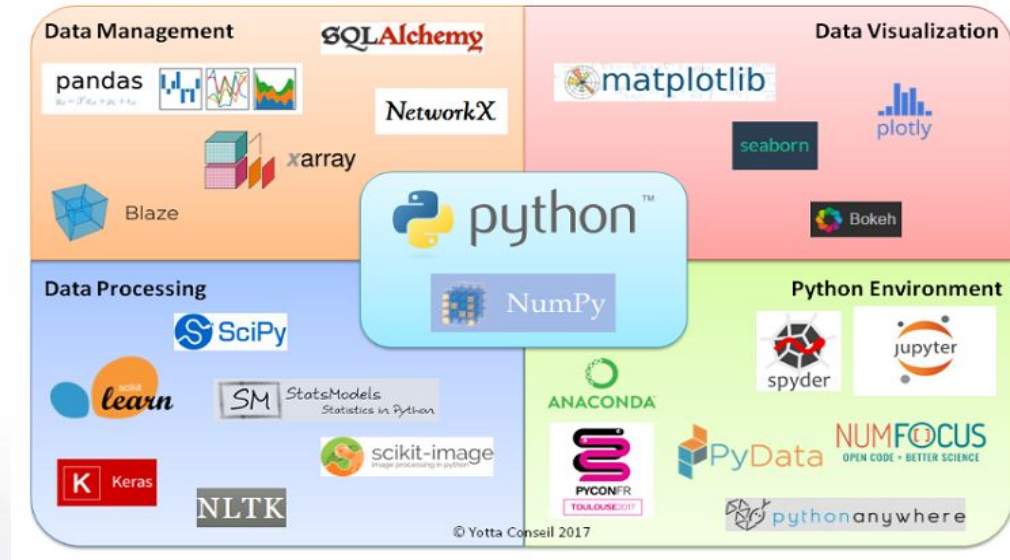 Data Management
SQLAlchemy
pandas
NetworkX
xarray
Blaze
Data Visualization
matplotlib
plotly
seaborn
Bokeh
python™
NumPy
Data Processing
SciPy
scikit
learn
SM StatsModels
Statistics in Python
scikit-image
image processing in python
K Keras
NLTK
Python Environment
spyder
jupyter
ANACONDA
PYCONFR
TOULOUSE2017
PyData
NUMFOCUS
OPEN CODE = BETTER SCIENCE
pythonanywhere
© Yotta Conseil 2017